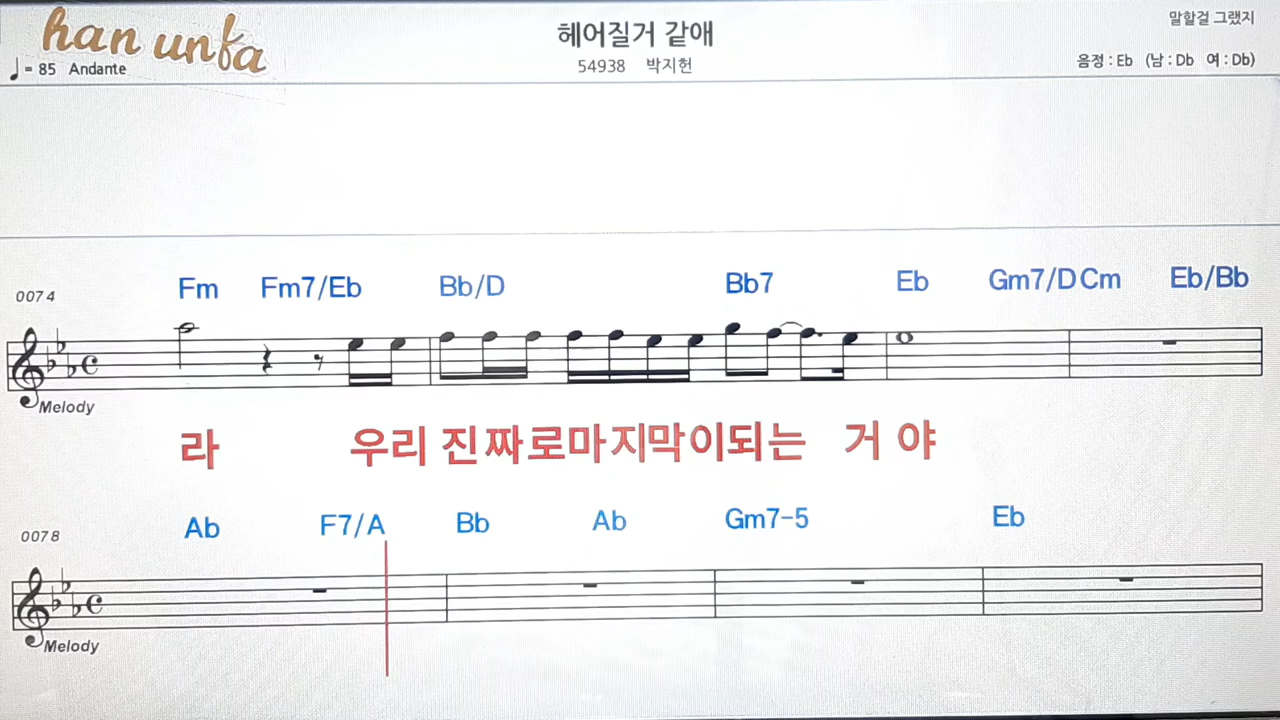 han unfa
말할걸 그랬지
헤어질거 같애
♩= 85 Andante
54938 박지헌
음정 : Eb (남 : Db 여 : Db)
0074
Fm Fm7/Eb Bb/D Bb7 Eb Gm7/D Cm Eb/Bb
Melody
라 우리 진짜로마지막이되는 거 야
0078
Ab F7/A Bb Ab Gm7-5 Eb
Melody